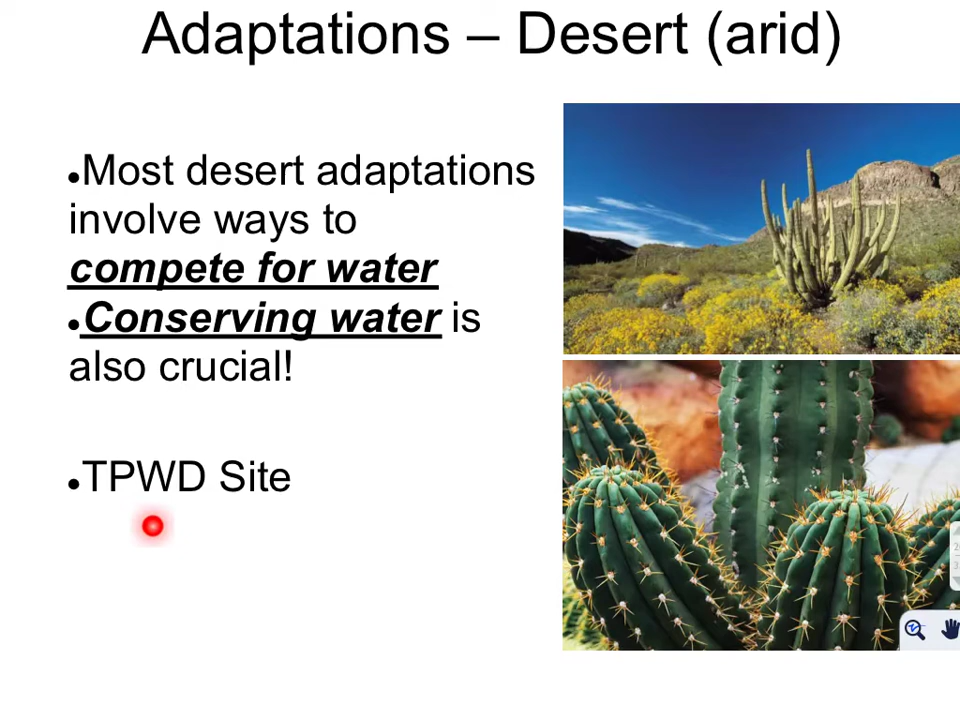 Adaptations – Desert (arid)
●Most desert adaptations
involve ways to
compete for water
●Conserving water is
also crucial!
●TPWD Site